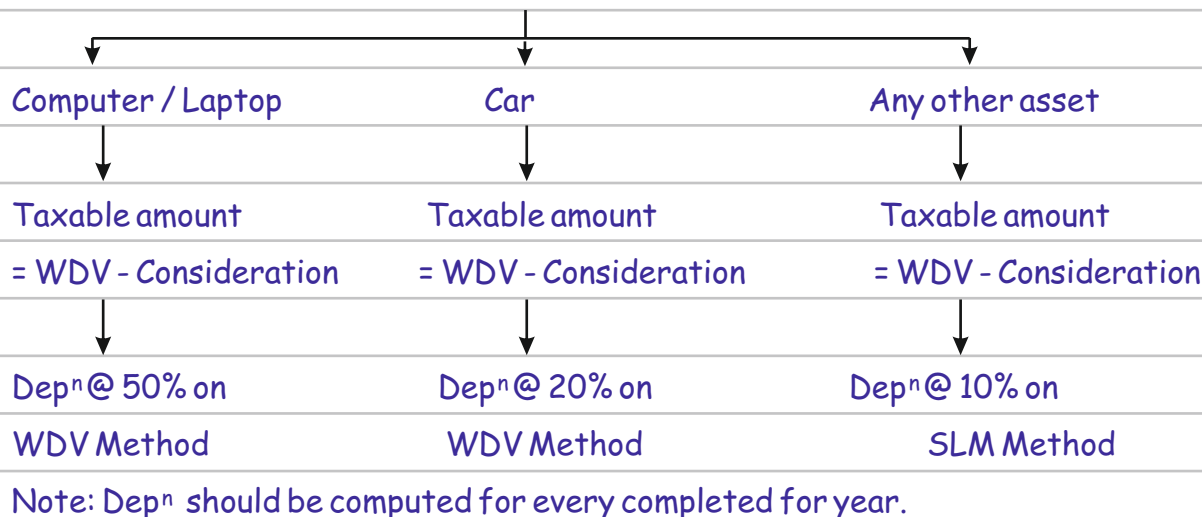 Computer / Laptop Car Any other asset
Taxable amount Taxable amount Taxable amount
= WDV - Consideration = WDV - Consideration = WDV - Consideration
Depⁿ@ 50% on Depⁿ@ 20% on Depⁿ@ 10% on
WDV Method WDV Method SLM Method
Note: Depⁿ should be computed for every completed for year.